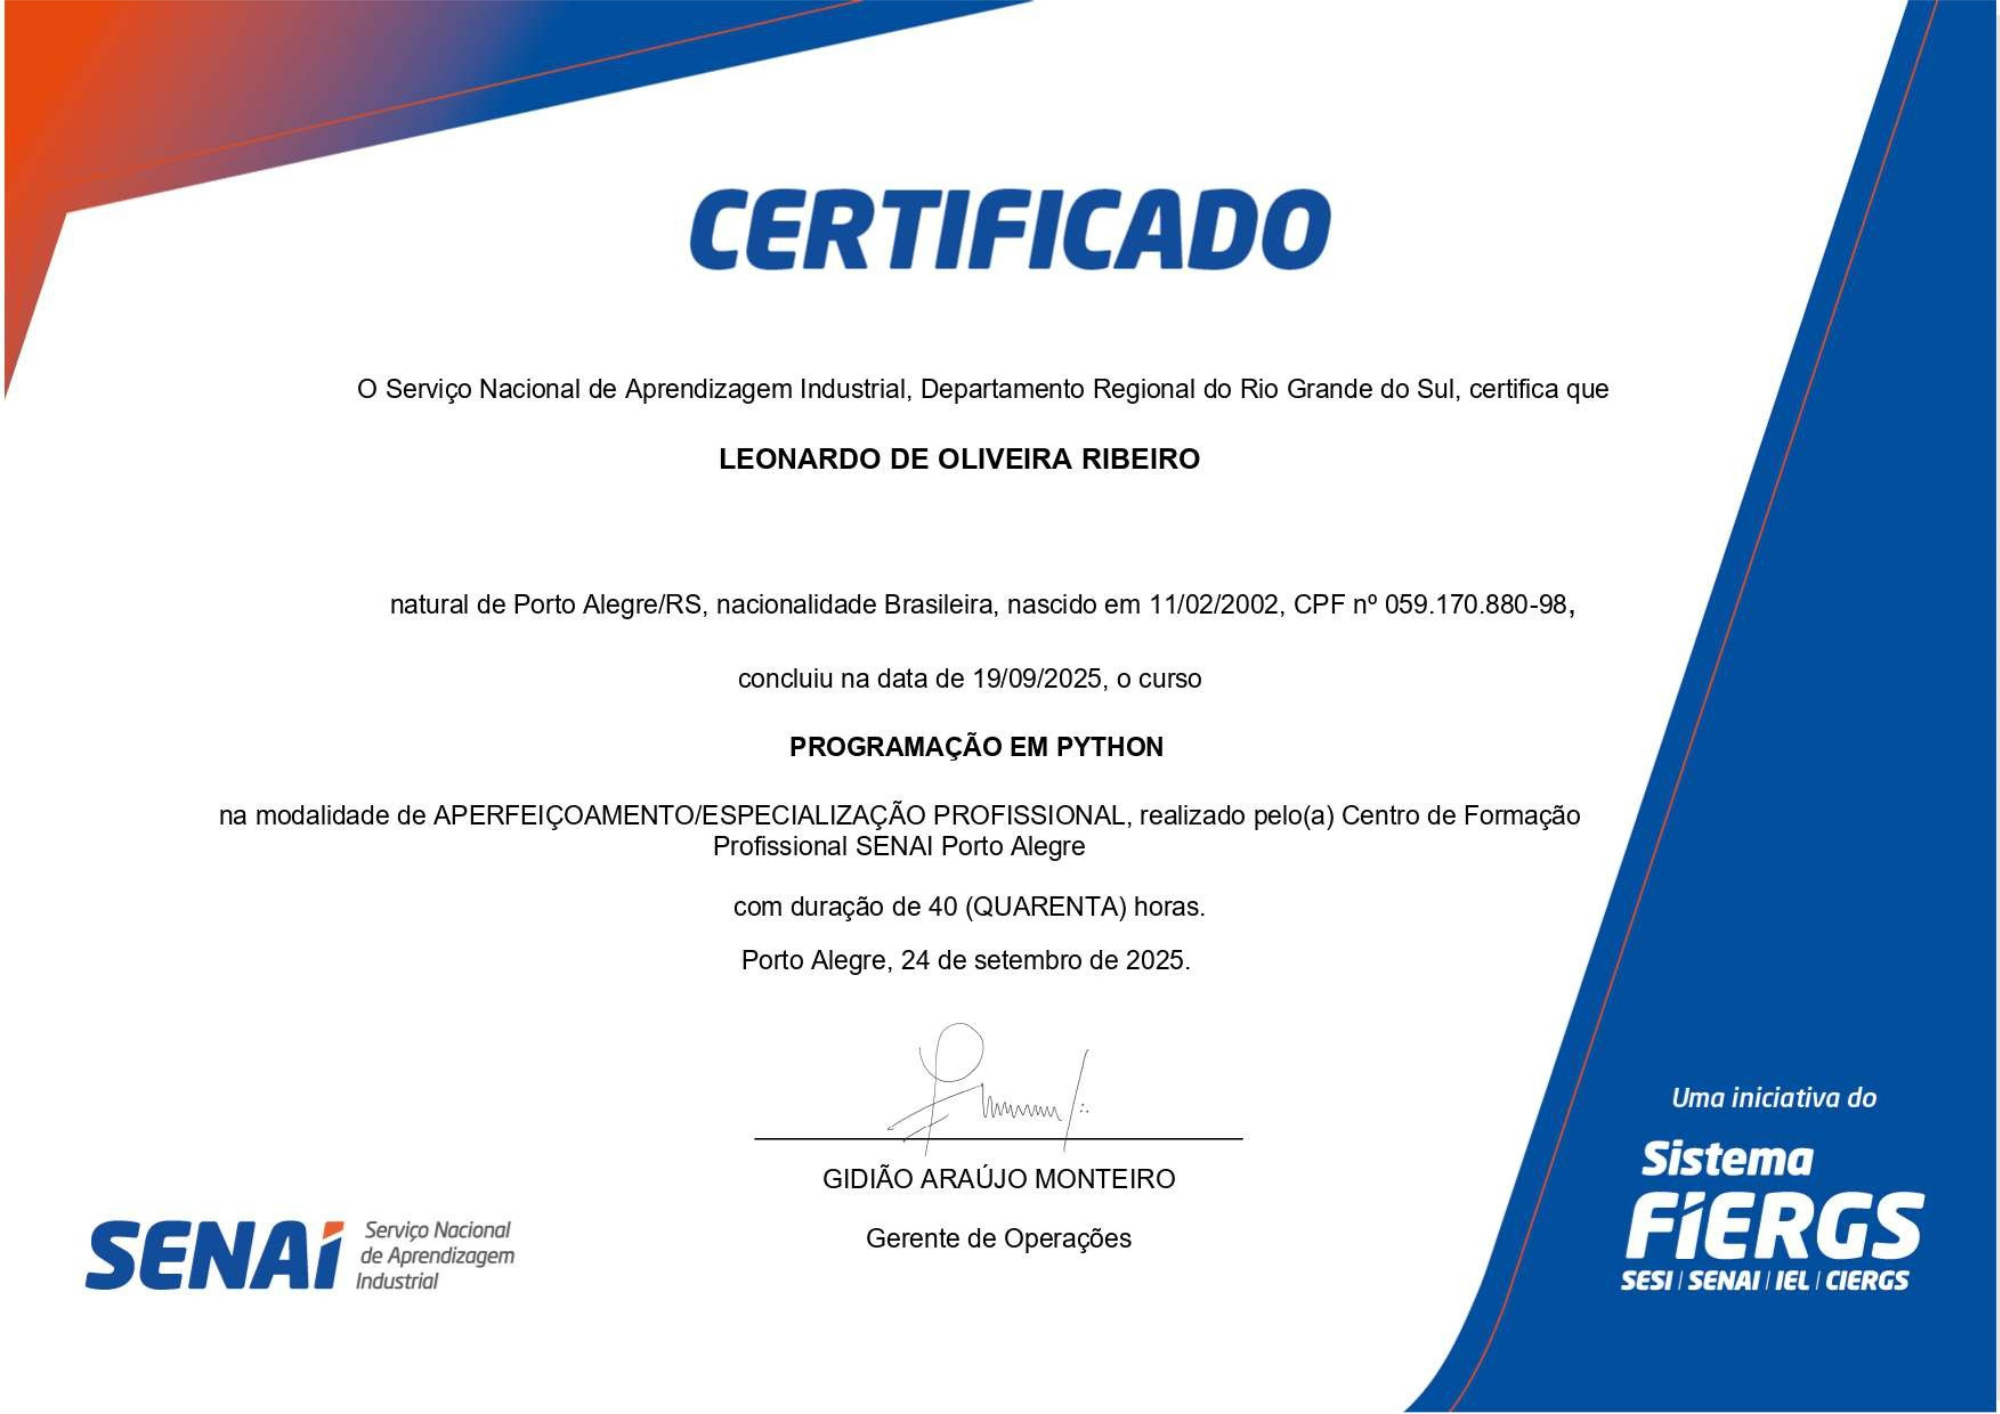 CERTIFICADO
O Serviço Nacional de Aprendizagem Industrial, Departamento Regional do Rio Grande do Sul, certifica que
LEONARDO DE OLIVEIRA RIBEIRO
natural de Porto Alegre/RS, nacionalidade Brasileira, nascido em 11/02/2002, CPF nº 059.170.880-98,
concluiu na data de 19/09/2025, o curso
PROGRAMAÇÃO EM PYTHON
na modalidade de APERFEIÇOAMENTO/ESPECIALIZAÇÃO PROFISSIONAL, realizado pelo(a) Centro de Formação
Profissional SENAI Porto Alegre
com duração de 40 (QUARENTA) horas.
Porto Alegre, 24 de setembro de 2025.
GIDIÃO ARAÚJO MONTEIRO
Gerente de Operações
SENAI
Serviço Nacional
de Aprendizagem
Industrial
Uma iniciativa do
Sistema
FIERGS
SESI | SENAI | IEL | CIERGS